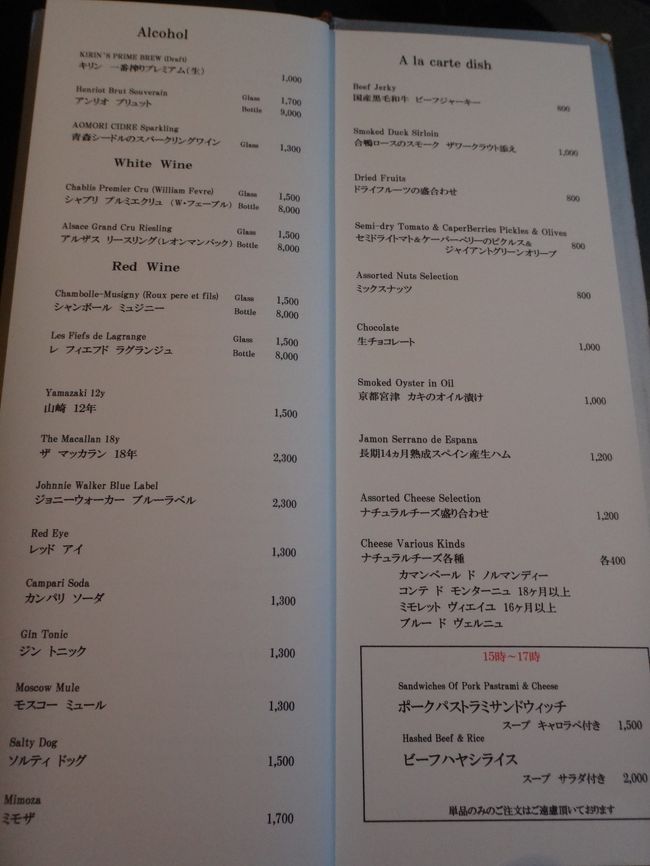 Alcohol
KIRIN'S PRIME BREW (Draft)
キリン 一番搾りプレミアム(生) 1,000
Henriot Brut Souverain Glass 1,700
アンリオ ブリュット Bottle 9,000
AOMORI CIDRE Sparkling
青森シードルのスパークリングワイン Glass 1,300
White Wine
Chablis Premier Cru (William Fevre) Glass 1,500
シャブリ プルミエクリュ (W・フェーブル) Bottle 8,000
Alsace Grand Cru Riesling Glass 1,500
アルザス リースリング(レオンマンバック) Bottle 8,000
Red Wine
Chambolle-Musigny (Roux pere et fils) Glass 1,500
シャンボール ミュジニー Bottle 8,000
Les Fiefs de Lagrange Glass 1,500
レ フィエフド ラグランジュ Bottle 8,000
Yamazaki 12y
山崎 12年 1,500
The Macallan 18y
ザ マッカラン 18年 2,300
Johnnie Walker Blue Label
ジョニーウォーカー ブルーラベル 2,300
Red Eye
レッド アイ 1,300
Campari Soda
カンパリ ソーダ 1,300
Gin Tonic
ジン トニック 1,300
Moscow Mule
モスコー ミュール 1,300
Salty Dog
ソルティ ドッグ 1,500
Mimoza
ミモザ 1,700
A la carte dish
Beef Jerky
国産黒毛和牛 ビーフジャーキー 800
Smoked Duck Sirloin
合鴨ロースのスモーク ザワークラウト添え 1,000
Dried Fruits
ドライフルーツの盛合わせ 800
Semi-dry Tomato & CaperBerries Pickles & Olives
セミドライトマト&ケーパーベリーのピクルス& 800
ジャイアントグリーンオリーブ
Assorted Nuts Selection
ミックスナッツ 800
Chocolate
生チョコレート 1,000
Smoked Oyster in Oil
京都宮津 カキのオイル漬け 1,000
Jamon Serrano de Espana
長期14ヵ月熟成スペイン産生ハム 1,200
Assorted Cheese Selection
ナチュラルチーズ盛り合わせ 1,200
Cheese Various Kinds
ナチュラルチーズ各種 各400
カマンベール ド ノルマンディー
コンテ ド モンターニュ 18ヶ月以上
ミモレット ヴィエイユ 16ヶ月以上
ブルー ド ヴェルニュ
15時～17時
Sandwiches Of Pork Pastrami & Cheese
ポークパストラミサンドウィッチ
スープ キャロラペ付き 1,500
Hashed Beef & Rice
ビーフハヤシライス
スープ サラダ付き 2,000
単品のみのご注文はご遠慮頂いております